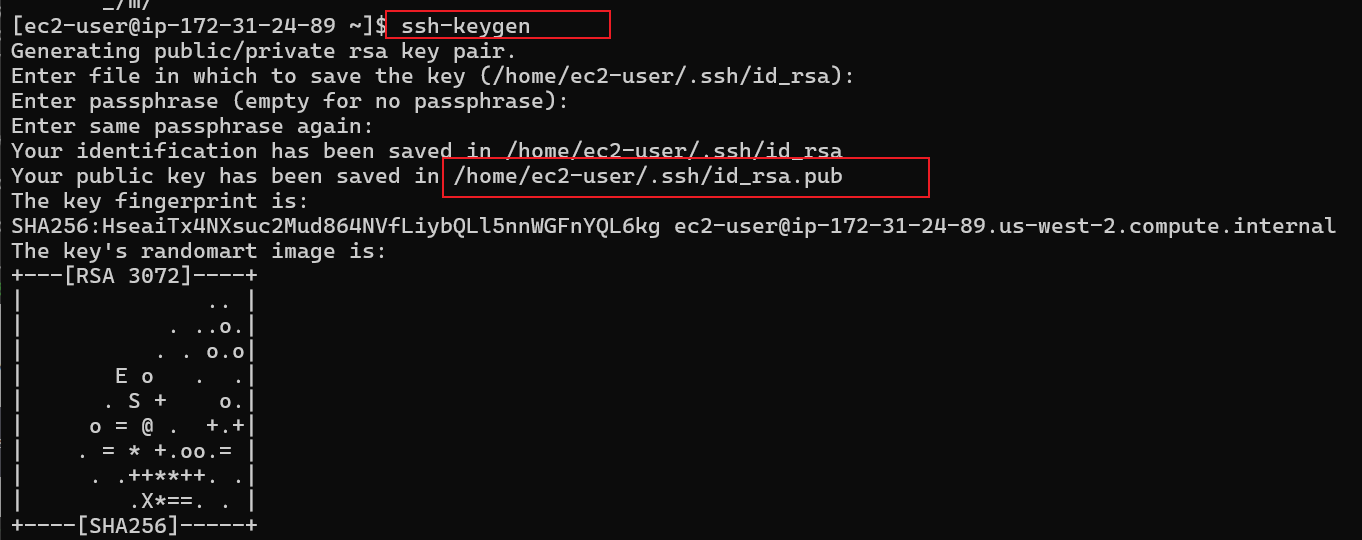 _/m/
[ec2-user@ip-172-31-24-89 ~]$ ssh-keygen
Generating public/private rsa key pair.
Enter file in which to save the key (/home/ec2-user/.ssh/id_rsa):
Enter passphrase (empty for no passphrase):
Enter same passphrase again:
Your identification has been saved in /home/ec2-user/.ssh/id_rsa
Your public key has been saved in /home/ec2-user/.ssh/id_rsa.pub
The key fingerprint is:
SHA256:HseaiTx4NXsuc2Mud864NVfLiybQLl5nnWGFnYQL6kg ec2-user@ip-172-31-24-89.us-west-2.compute.internal
The key's randomart image is:
+---[RSA 3072]----+
|              .. |
|           . ..o.|
|          . . o.o|
|       E o   .  .|
|      . S +    o.|
|     o = @ .  +.+|
|    . = * +.oo.= |
|     . .++**++. .|
|        .X*==. . |
+----[SHA256]-----+